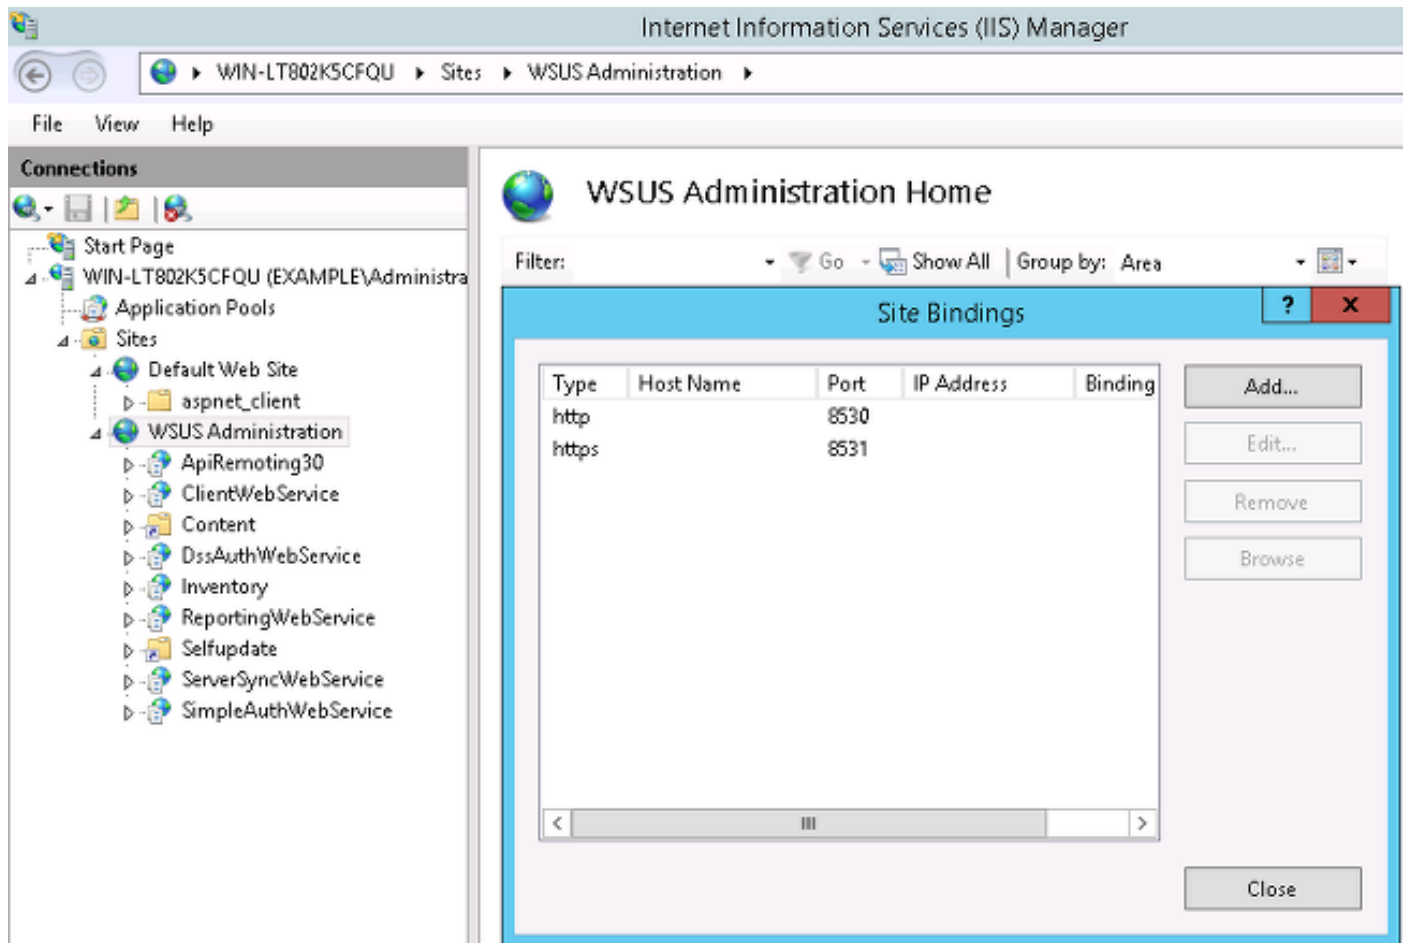 Internet Information Services (IIS) Manager
WIN-LT802K5CFQU Sites WSUS Administration
File View Help
Connections
Start Page
WIN-LT802K5CFQU (EXAMPLE\Administra
Application Pools
Sites
Default Web Site
aspnet_client
WSUS Administration
ApiRemoting30
ClientWebService
Content
DssAuthWebService
Inventory
ReportingWebService
Selfupdate
ServerSyncWebService
SimpleAuthWebService
WSUS Administration Home
Filter: Go Show All Group by: Area
Site Bindings ? X
Type Host Name Port IP Address Binding
http 8530
https 8531
Add...
Edit...
Remove
Browse
Close